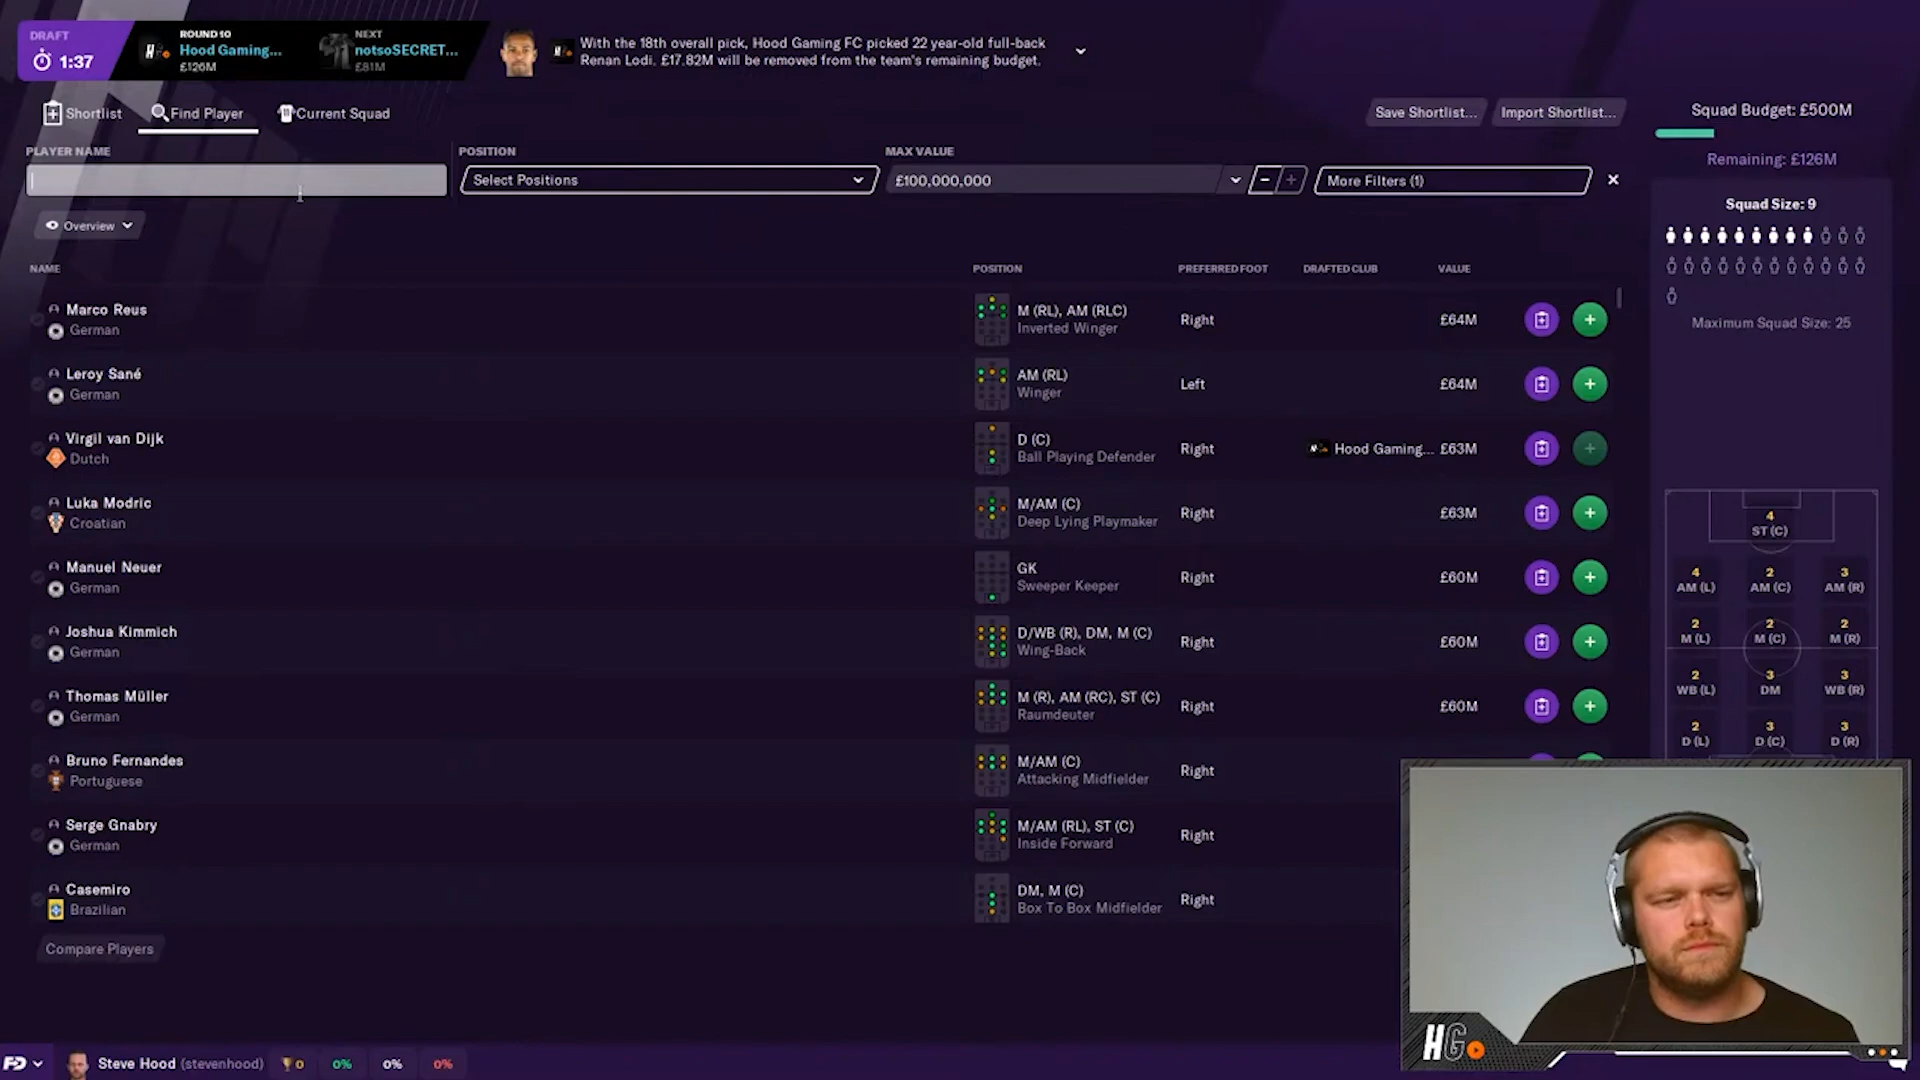 DRAFT
1:37
ROUND 10
Hood Gaming...
£126M
NEXT
notsoSECRET...
£81M
With the 18th overall pick, Hood Gaming FC picked 22 year-old full-back
Renan Lodi. £17.82M will be removed from the team's remaining budget.
Shortlist
Find Player
Current Squad
Save Shortlist...
Import Shortlist...
Squad Budget: £500M
Remaining: £126M
PLAYER NAME
POSITION
MAX VALUE
Select Positions
£100,000,000
More Filters (1)
Overview
Squad Size: 9
Maximum Squad Size: 25
NAME
POSITION
PREFERRED FOOT
DRAFTED CLUB
VALUE
Marco Reus
German
M (RL), AM (RLC)
Inverted Winger
Right
£64M
Leroy Sané
German
AM (RL)
Winger
Left
£64M
Virgil van Dijk
Dutch
D (C)
Ball Playing Defender
Right
Hood Gaming...
£63M
Luka Modric
Croatian
M/AM (C)
Deep Lying Playmaker
Right
£63M
Manuel Neuer
German
GK
Sweeper Keeper
Right
£60M
Joshua Kimmich
German
D/WB (R), DM, M (C)
Wing-Back
Right
£60M
Thomas Müller
German
M (R), AM (RC), ST (C)
Raumdeuter
Right
£60M
Bruno Fernandes
Portuguese
M/AM (C)
Attacking Midfielder
Right
Serge Gnabry
German
M/AM (RL), ST (C)
Inside Forward
Right
Casemiro
Brazilian
DM, M (C)
Box To Box Midfielder
Right
4
ST (C)
4 2 3
AM (L) AM (C) AM (R)
2 2 2
M (L) M (C) M (R)
2 3 3
WB (L) DM WB (R)
2 3 3
D (L) D (C) D (R)
Compare Players
HG
FD
Steve Hood (stevenhood)
0
0%
0%
0%